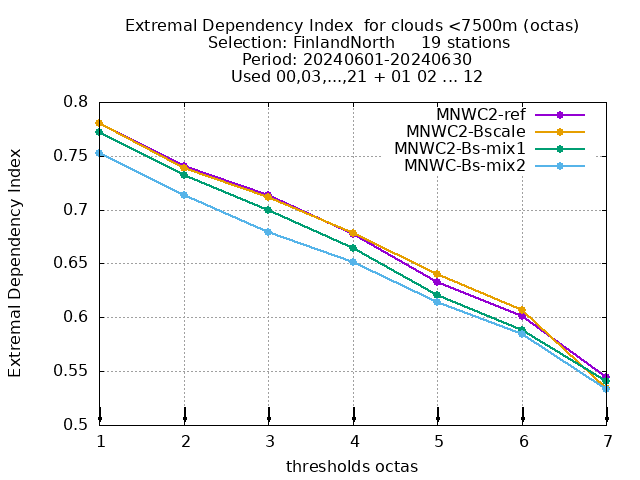 Extremal Dependency Index  for clouds <7500m (octas)
Selection: FinlandNorth     19 stations
Period: 20240601-20240630
Used 00,03,...,21 + 01 02 ... 12
MNWC2-ref
MNWC2-Bscale
MNWC2-Bs-mix1
MNWC-Bs-mix2
Extremal Dependency Index
0.8
0.75
0.7
0.65
0.6
0.55
0.5
1 2 3 4 5 6 7
thresholds octas